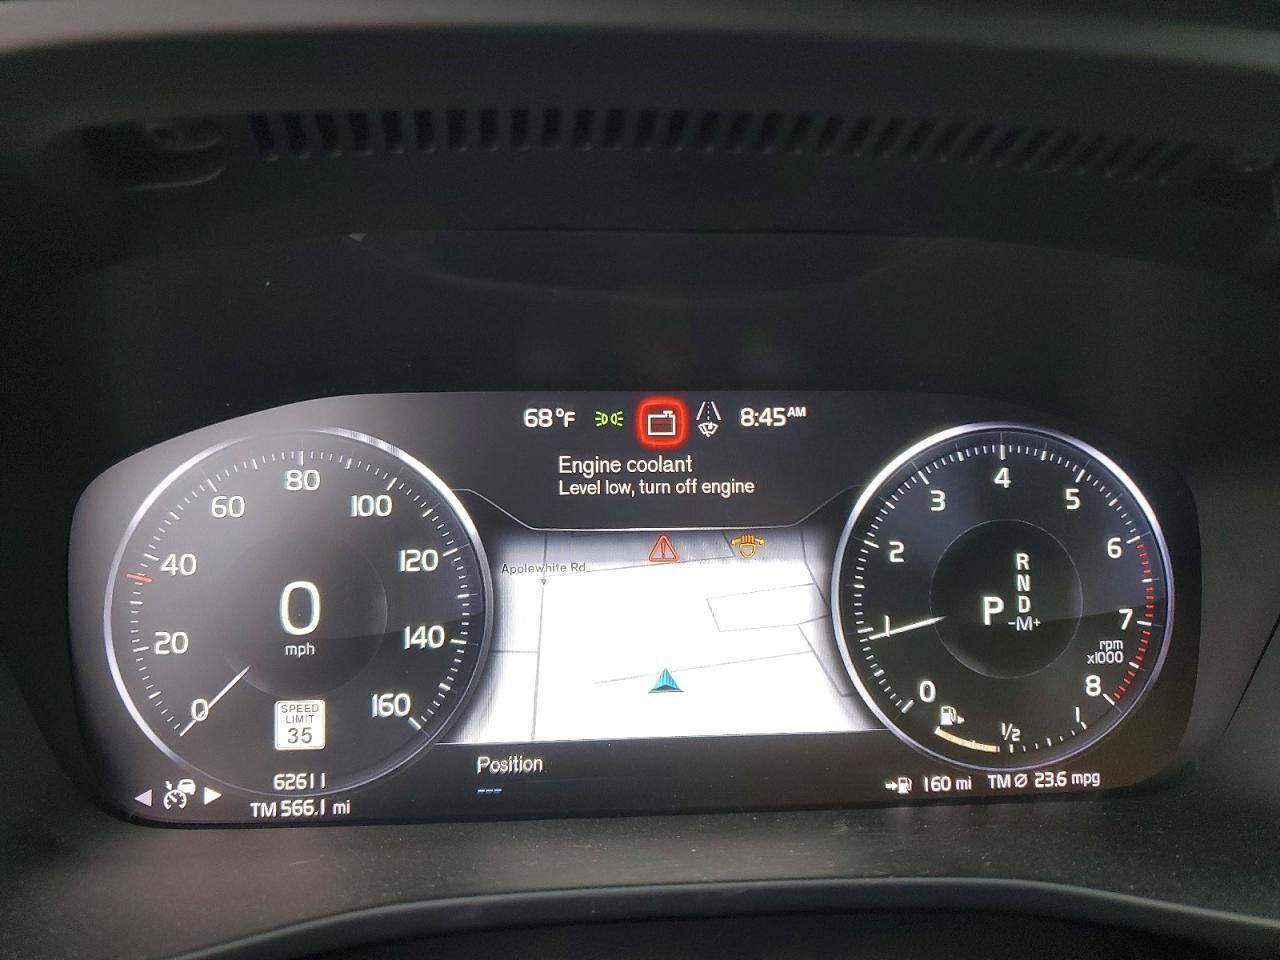 68°F
8:45AM
Engine coolant
Level low, turn off engine
0
20
40
60
80
100
120
140
160
0
mph
SPEED
LIMIT
35
62611
TM 566.1 mi
Applewhite Rd
Position
---
0
1
2
3
4
5
6
7
8
rpm
x1000
R
N
P D
-M+
1/2
1
160 mi
TM Ø 23.6 mpg